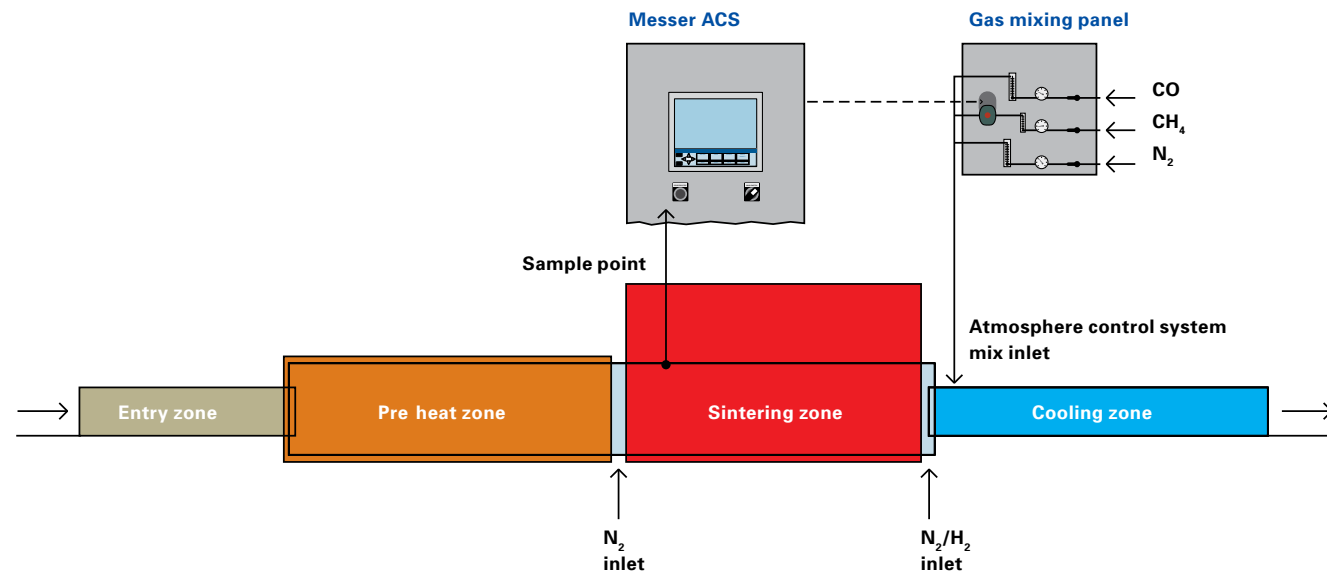 Messer ACS
Gas mixing panel
CO
CH₄
N₂
Sample point
Atmosphere control system
mix inlet
Entry zone
Pre heat zone
Sintering zone
Cooling zone
N₂
inlet
N₂/H₂
inlet